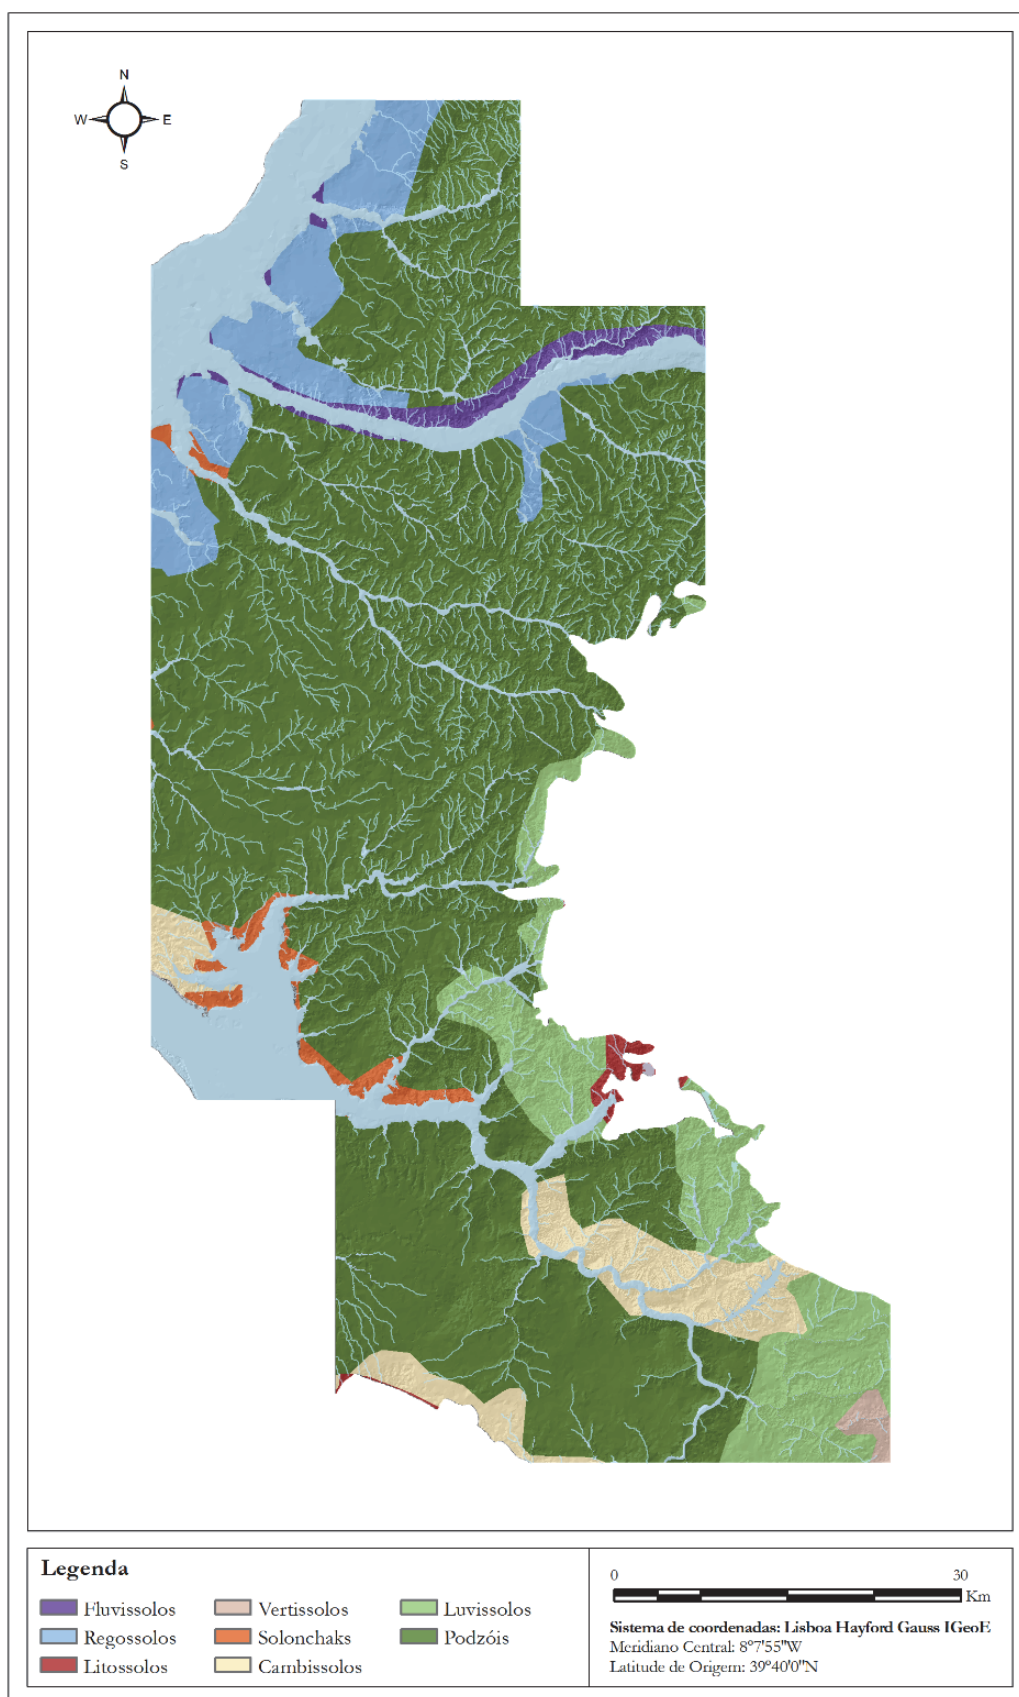 N
W E
S
Legenda
Fluvissolos
Regossolos
Litossolos
Vertissolos
Solonchaks
Cambissolos
Luvissolos
Podzóis
0 30
Km
Sistema de coordenadas: Lisboa Hayford Gauss IGeoE
Meridiano Central: 8°7'55"W
Latitude de Origem: 39°40'0"N